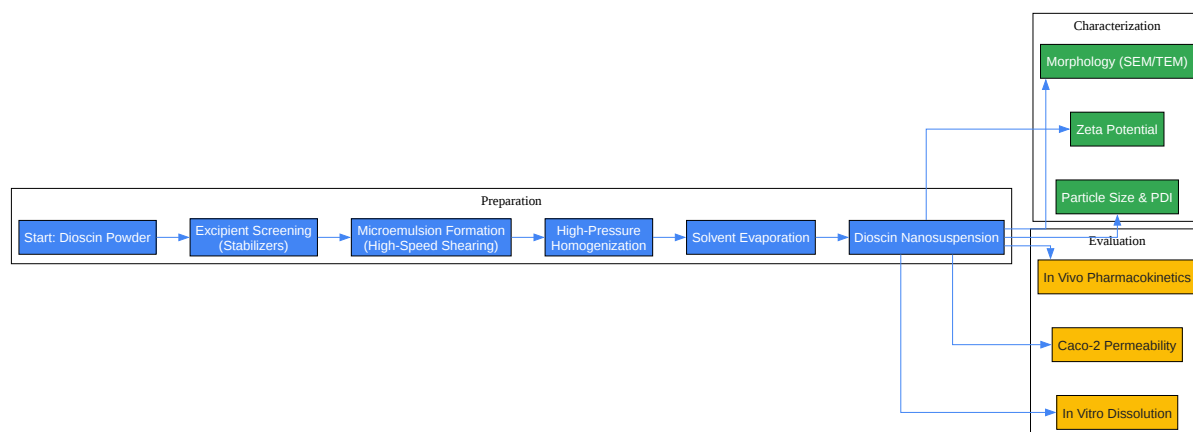 Characterization
Morphology (SEM/TEM)
Zeta Potential
Particle Size & PDI
Preparation
Start: Dioscin Powder
Excipient Screening
(Stabilizers)
Microemulsion Formation
(High-Speed Shearing)
High-Pressure
Homogenization
Solvent Evaporation
Dioscin Nanosuspension
Evaluation
In Vivo Pharmacokinetics
Caco-2 Permeability
In Vitro Dissolution